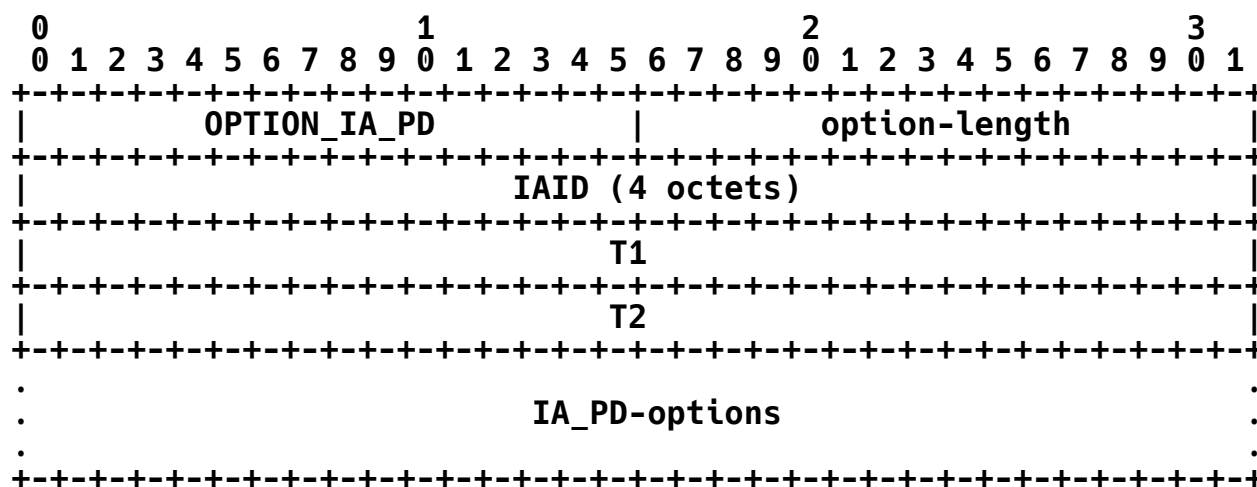 0                   1                   2                   3
 0 1 2 3 4 5 6 7 8 9 0 1 2 3 4 5 6 7 8 9 0 1 2 3 4 5 6 7 8 9 0 1
+-+-+-+-+-+-+-+-+-+-+-+-+-+-+-+-+-+-+-+-+-+-+-+-+-+-+-+-+-+-+-+-+
|         OPTION_IA_PD          |         option-length         |
+-+-+-+-+-+-+-+-+-+-+-+-+-+-+-+-+-+-+-+-+-+-+-+-+-+-+-+-+-+-+-+-+
|                         IAID (4 octets)                       |
+-+-+-+-+-+-+-+-+-+-+-+-+-+-+-+-+-+-+-+-+-+-+-+-+-+-+-+-+-+-+-+-+
|                              T1                               |
+-+-+-+-+-+-+-+-+-+-+-+-+-+-+-+-+-+-+-+-+-+-+-+-+-+-+-+-+-+-+-+-+
|                              T2                               |
+-+-+-+-+-+-+-+-+-+-+-+-+-+-+-+-+-+-+-+-+-+-+-+-+-+-+-+-+-+-+-+-+
.                                                               .
.                          IA_PD-options                        .
.                                                               .
+-+-+-+-+-+-+-+-+-+-+-+-+-+-+-+-+-+-+-+-+-+-+-+-+-+-+-+-+-+-+-+-+